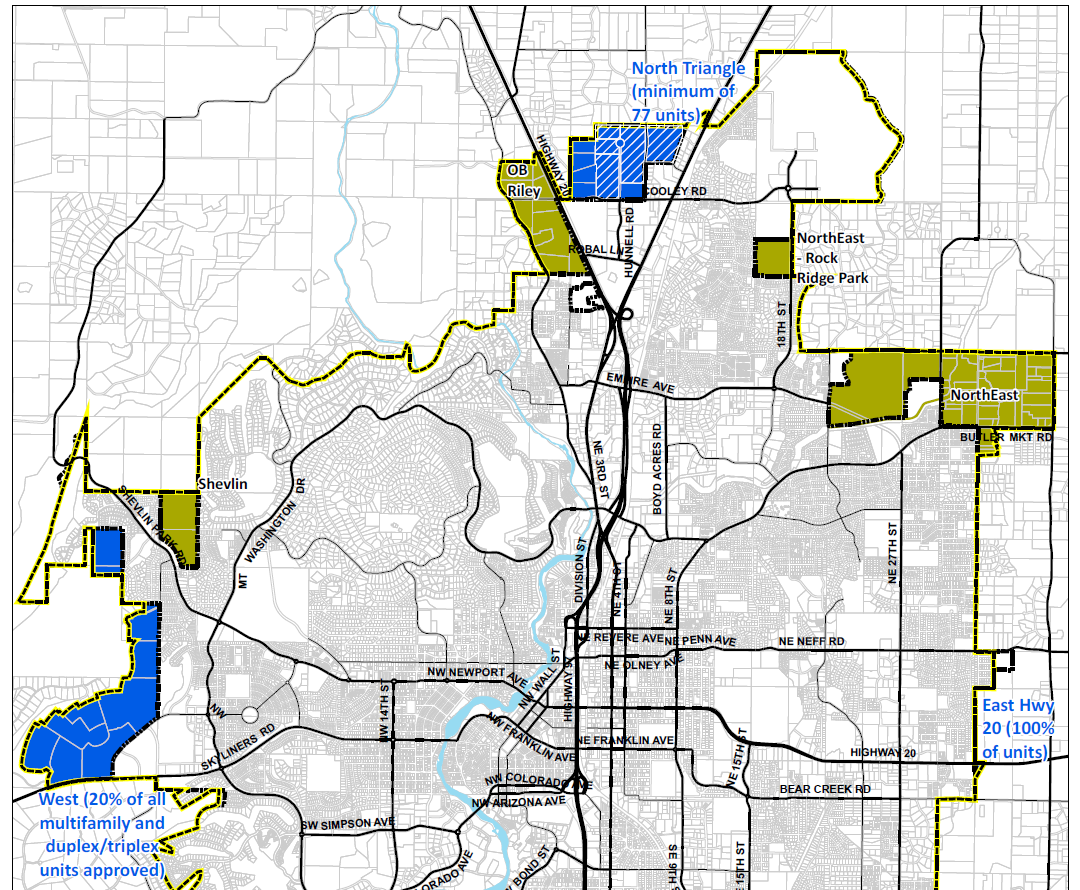 North Triangle
(minimum of
77 units)
HIGHWAY 20
OB
Riley
COOLEY RD
HUNNELL RD
ROBAL LN
NorthEast
- Rock
Ridge Park
18TH ST
EMPIRE AVE
NorthEast
BUTLER MKT RD
BOYD ACRES RD
NE 3RD ST
Shevlin
SHEVLIN PARK RD
MT WASHINGTON DR
DIVISION ST
NE 4TH ST
NE 8TH ST
NE 27TH ST
NE REVERE AVE
NE PENN AVE
NE NEFF RD
NE OLNEY AVE
NW NEWPORT AVE
NW WALL ST
HIGHWAY 97
NW 14TH ST
NW
SKYLINERS RD
NW FRANKLIN AVE
NE FRANKLIN AVE
NE 15TH ST
HIGHWAY 20
East Hwy
20 (100%
of units)
NW COLORADO AVE
BEAR CREEK RD
NW ARIZONA AVE
West (20% of all
multifamily and
duplex/triplex
units approved)
SW SIMPSON AVE
ORADO AVE
BOND ST
SE 9TH
15TH ST